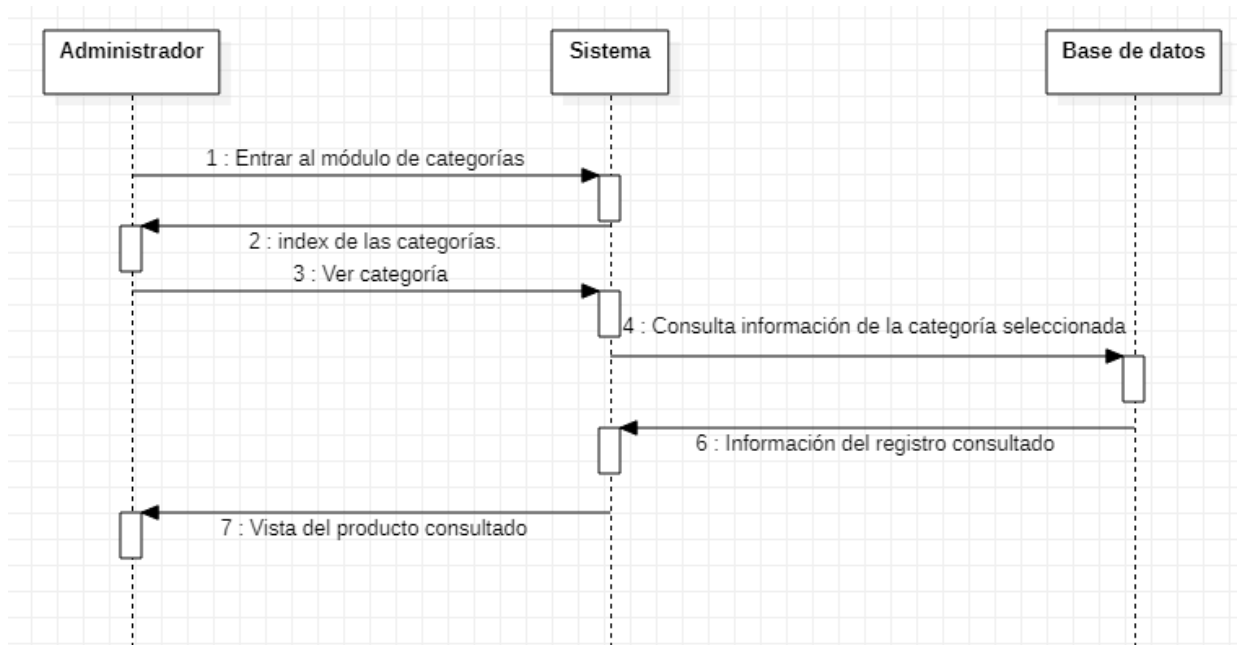 Administrador
Sistema
Base de datos
1 : Entrar al módulo de categorías
2 : index de las categorías.
3 : Ver categoría
4 : Consulta información de la categoría seleccionada
6 : Información del registro consultado
7 : Vista del producto consultado